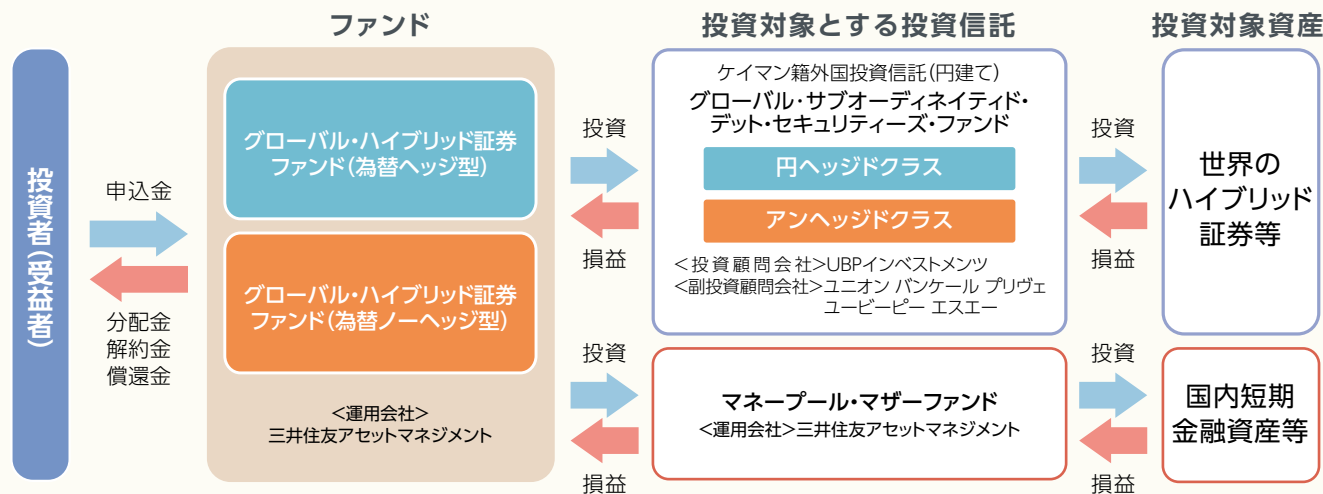 ファンド
投資対象とする投資信託
投資対象資産
投資者(受益者)
申込金
分配金
解約金
償還金
グローバル・ハイブリッド証券
ファンド(為替ヘッジ型)
グローバル・ハイブリッド証券
ファンド(為替ノーヘッジ型)
<運用会社>
三井住友アセットマネジメント
投資
損益
投資
損益
ケイマン籍外国投資信託(円建て)
グローバル・サブオーディネイティド・
デット・セキュリティーズ・ファンド
円ヘッジドクラス
アンヘッジドクラス
<投資顧問会社>UBPインベストメンツ
<副投資顧問会社>ユニオン バンケール プリヴェ
ユービーピー エスエー
マネープール・マザーファンド
<運用会社>三井住友アセットマネジメント
投資
損益
投資
損益
世界の
ハイブリッド
証券等
国内短期
金融資産等